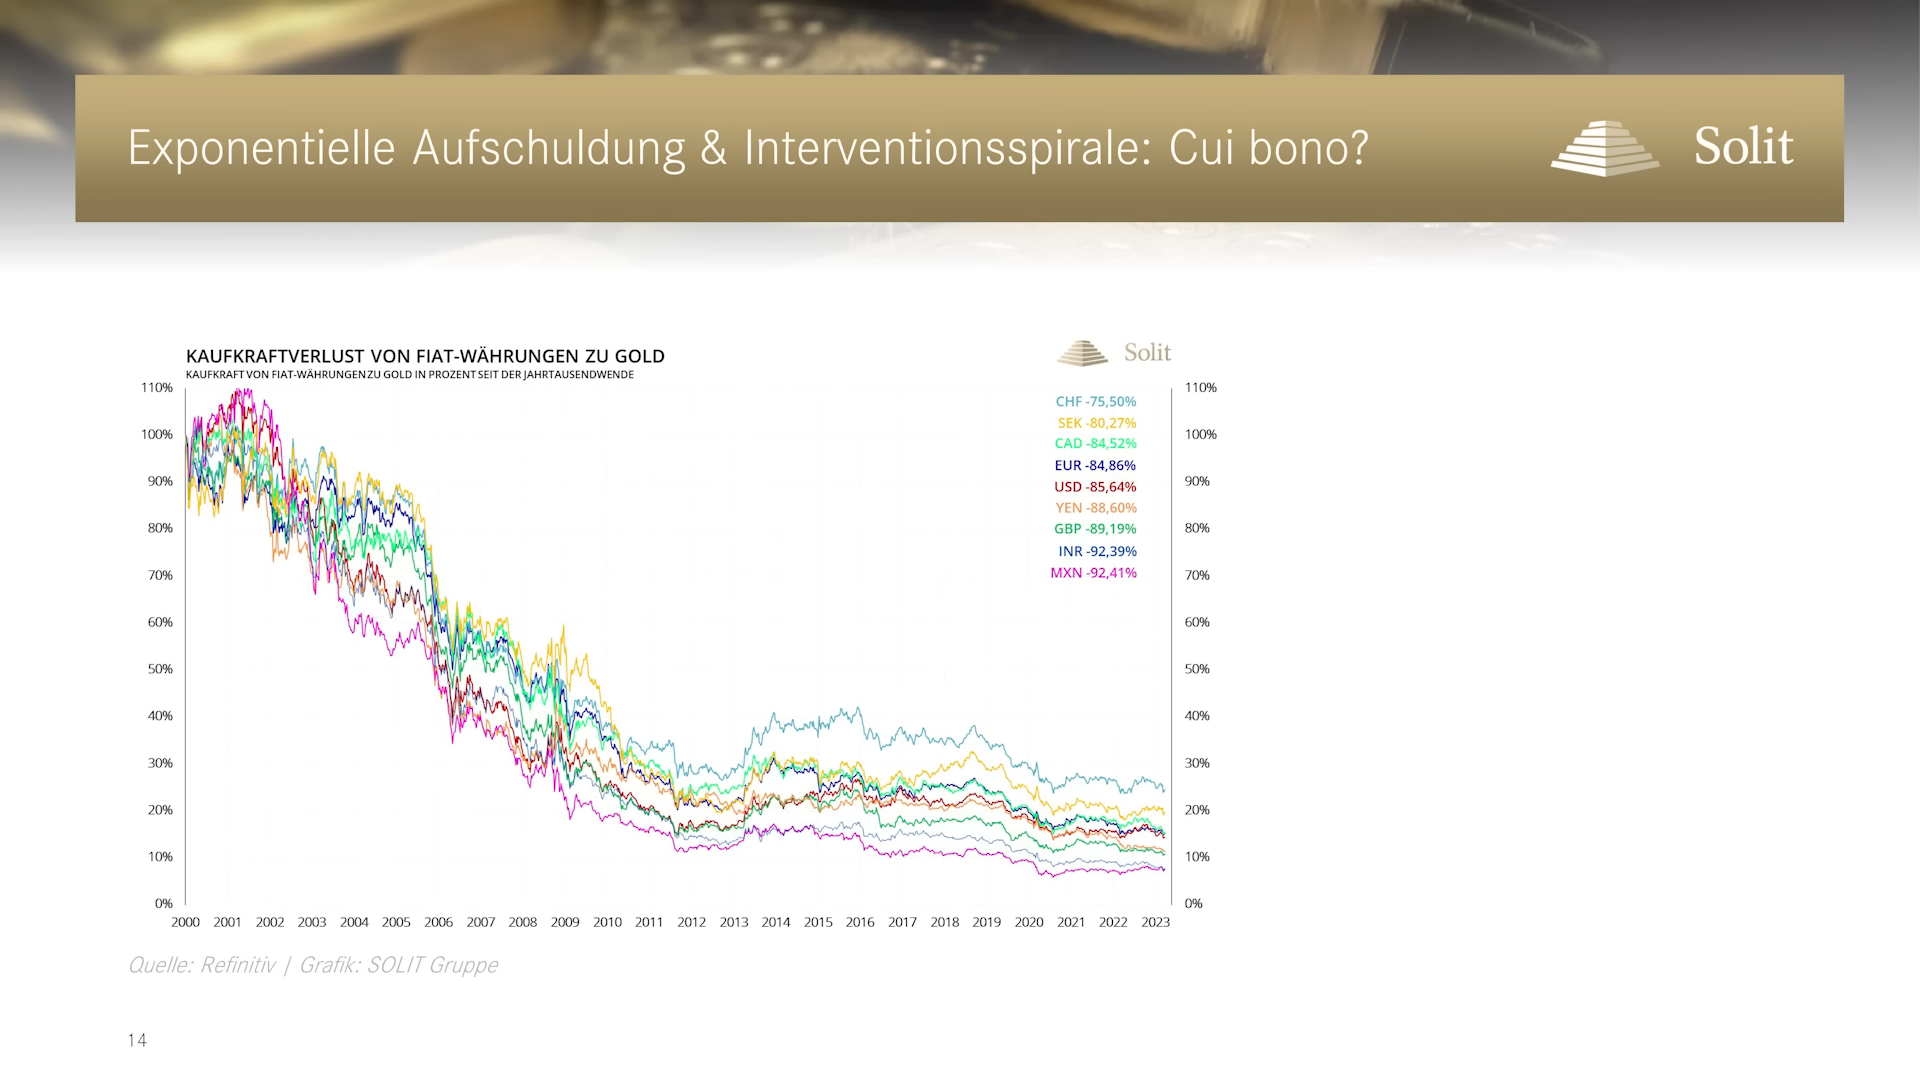 Exponentielle Aufschuldung & Interventionsspirale: Cui bono?
Solit
KAUFKRAFTVERLUST VON FIAT-WÄHRUNGEN ZU GOLD
KAUFKRAFT VON FIAT-WÄHRUNGEN ZU GOLD IN PROZENT SEIT DER JAHRTAUSENDWENDE
Solit
110%
100%
90%
80%
70%
60%
50%
40%
30%
20%
10%
0%
CHF -75,50%
SEK -80,27%
CAD -84,52%
EUR -84,86%
USD -85,64%
YEN -88,60%
GBP -89,19%
INR -92,39%
MXN -92,41%
110%
100%
90%
80%
70%
60%
50%
40%
30%
20%
10%
0%
2000 2001 2002 2003 2004 2005 2006 2007 2008 2009 2010 2011 2012 2013 2014 2015 2016 2017 2018 2019 2020 2021 2022 2023
Quelle: Refinitiv | Grafik: SOLIT Gruppe
14